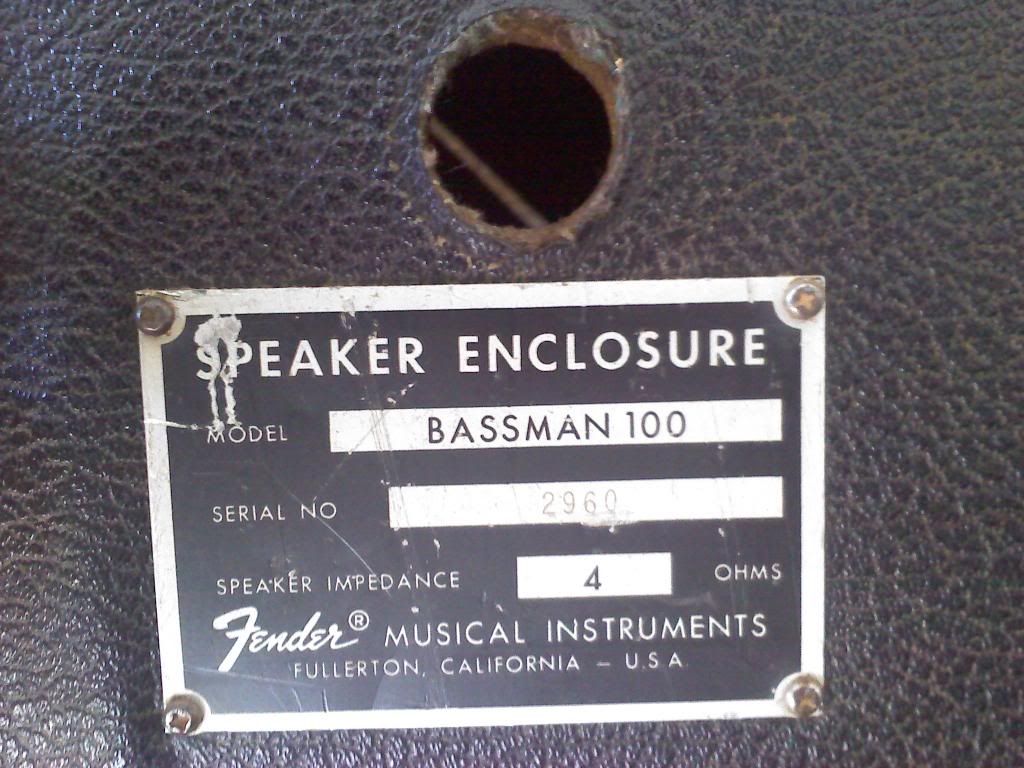 SPEAKER ENCLOSURE
MODEL BASSMAN 100
SERIAL NO 2960
SPEAKER IMPEDANCE 4 OHMS
Fender® MUSICAL INSTRUMENTS
FULLERTON, CALIFORNIA – U.S.A.